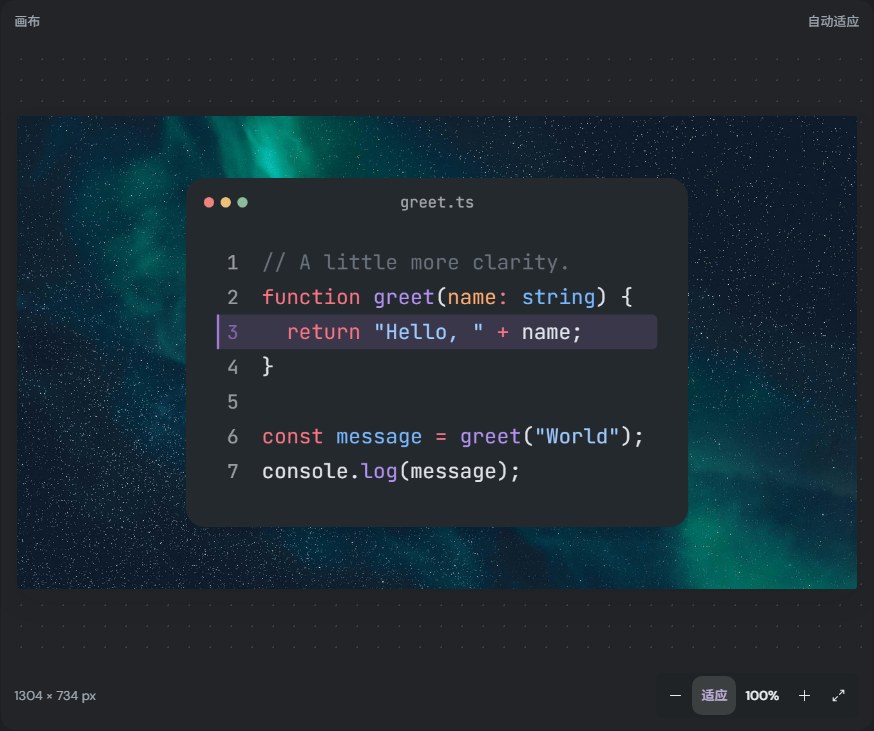 画布
自动适应
greet.ts
1 // A little more clarity.
2 function greet(name: string) {
3   return "Hello, " + name;
4 }
5
6 const message = greet("World");
7 console.log(message);
1304 × 734 px
适应 100%